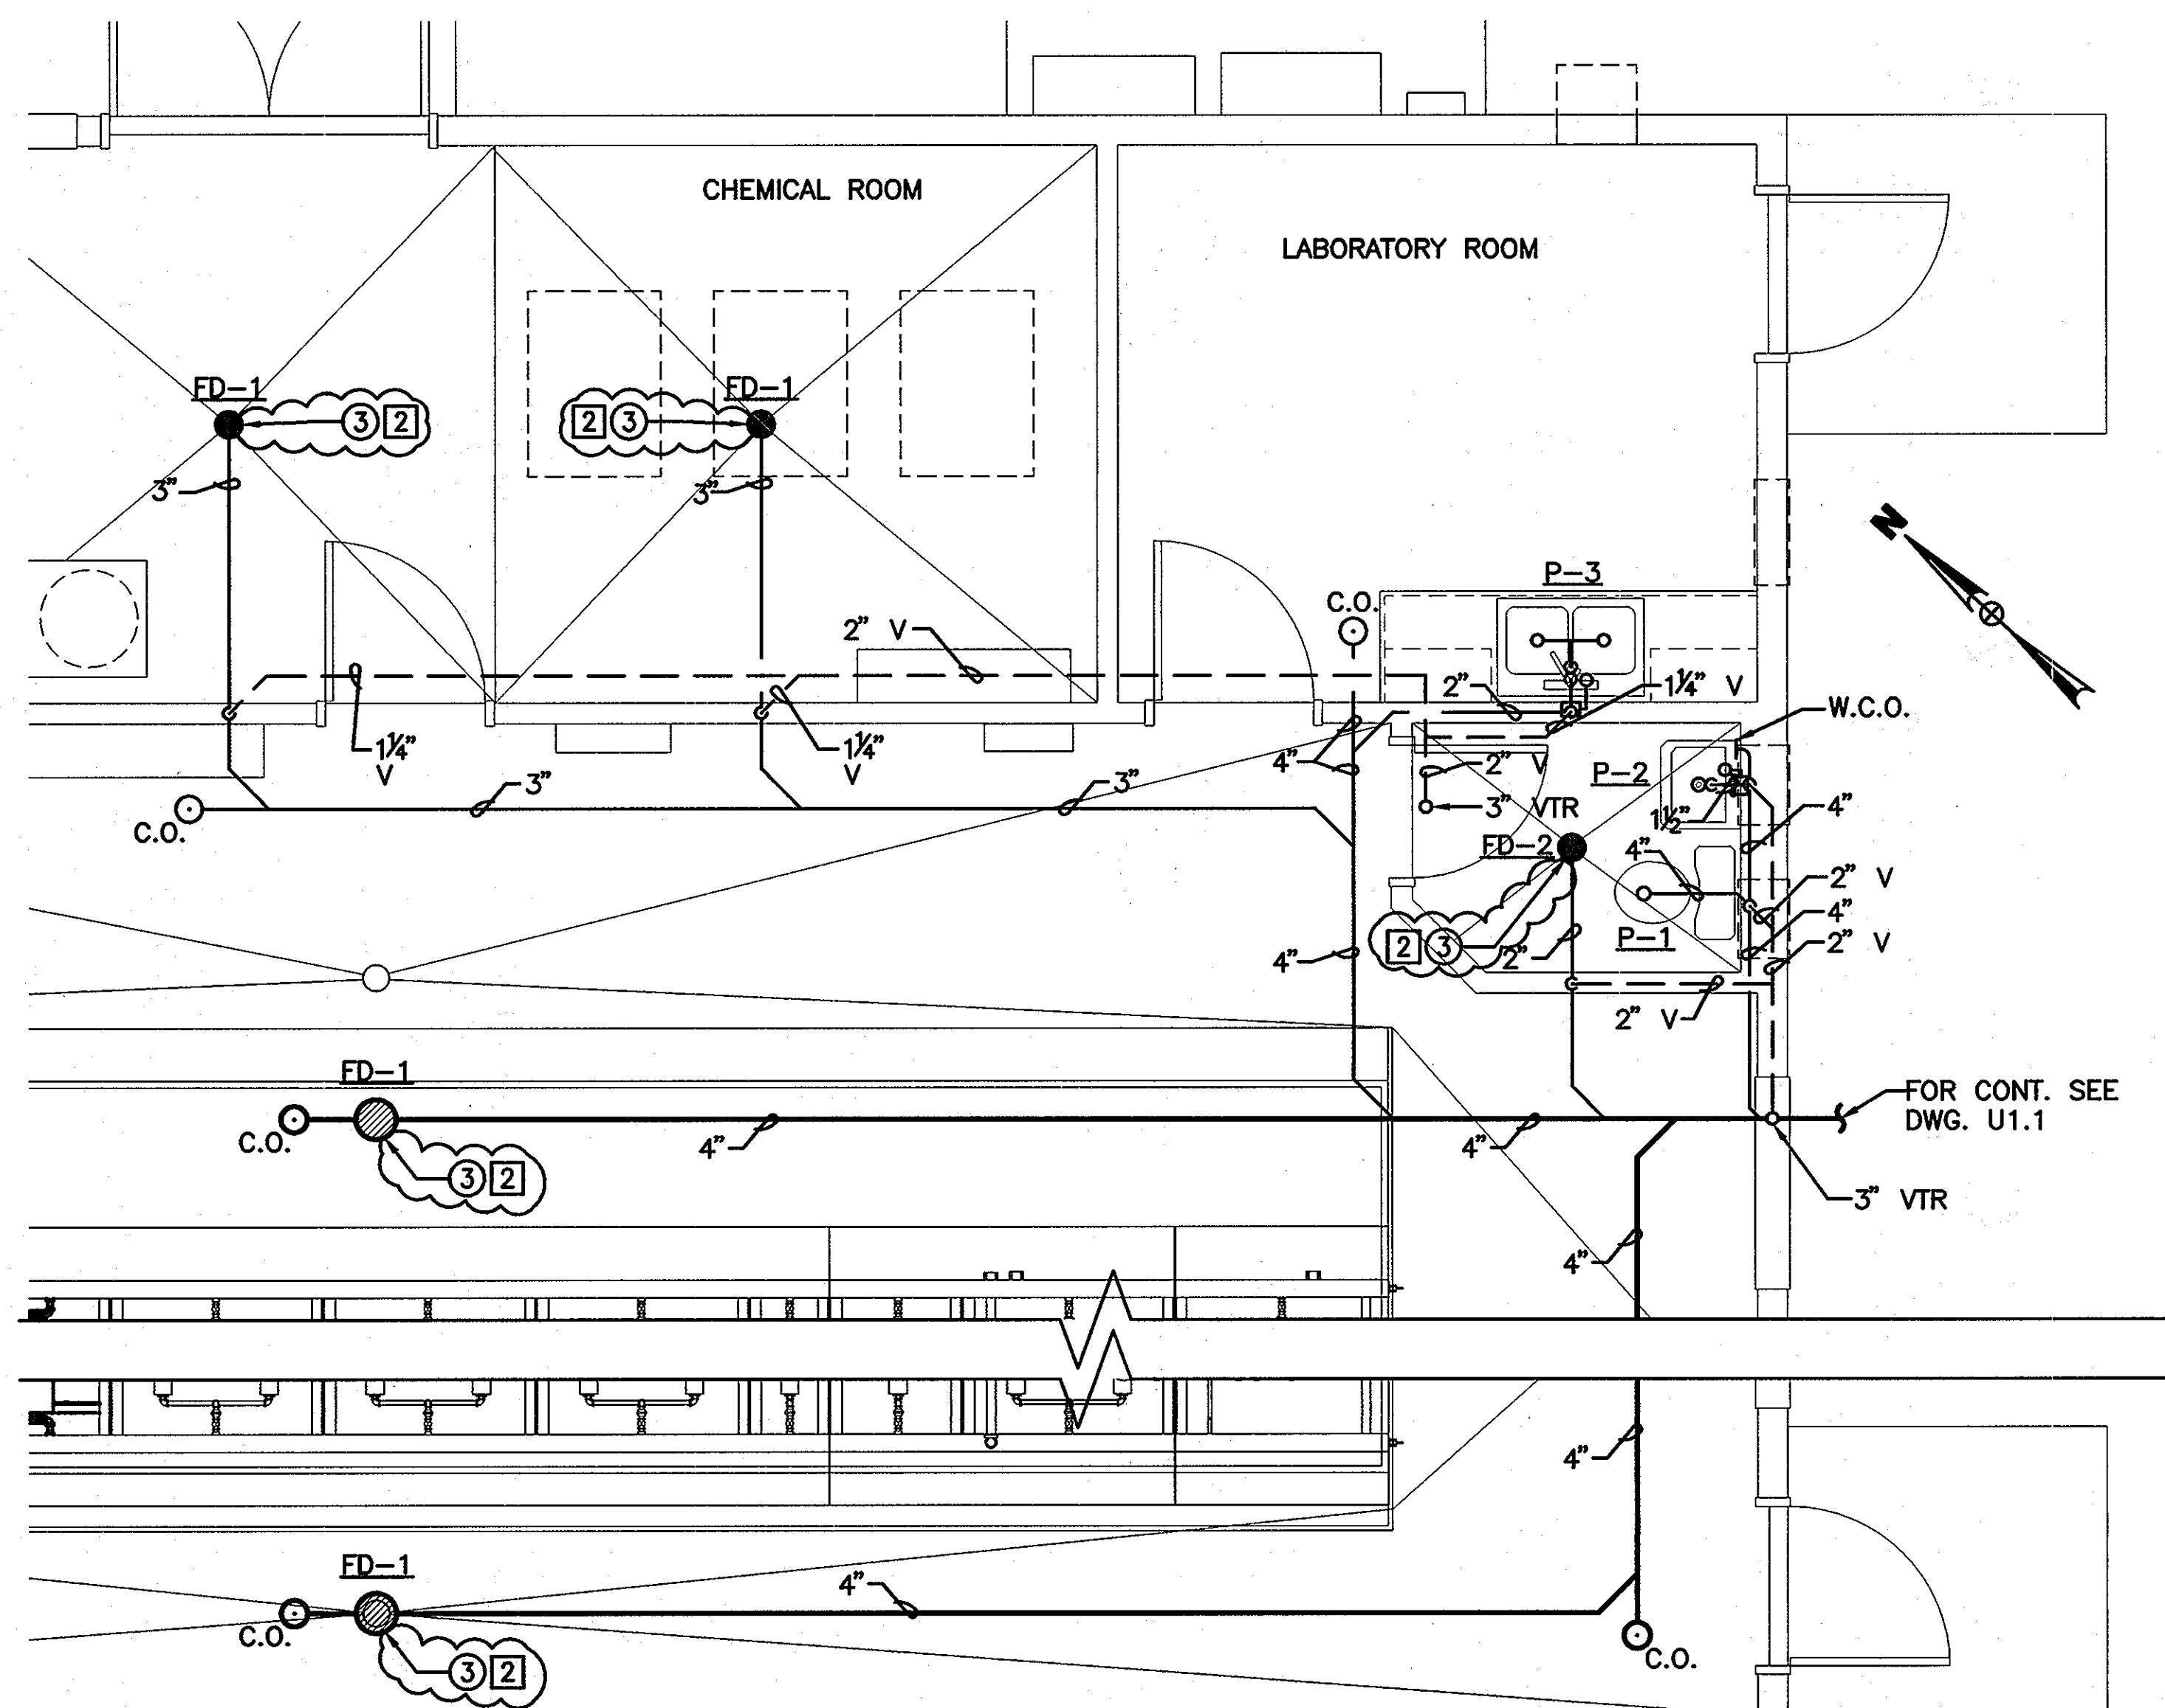 CHEMICAL ROOM
LABORATORY ROOM
FD-1
FD-1
3 2
2 3
3"
3"
N
P-3
C.O.
2" V
2"
1¼" V
W.C.O.
1¼"
V
1¼"
V
4"
2" V
P-2
3"
3"
3" VTR
C.O.
1½"
4"
FD-2
4"
2" V
4"
2 3
2"
P-1
2" V
4"
2" V
FD-1
C.O.
4"
4"
FOR CONT. SEE
DWG. U1.1
3 2
3" VTR
4"
4"
FD-1
4"
C.O.
C.O.
3 2